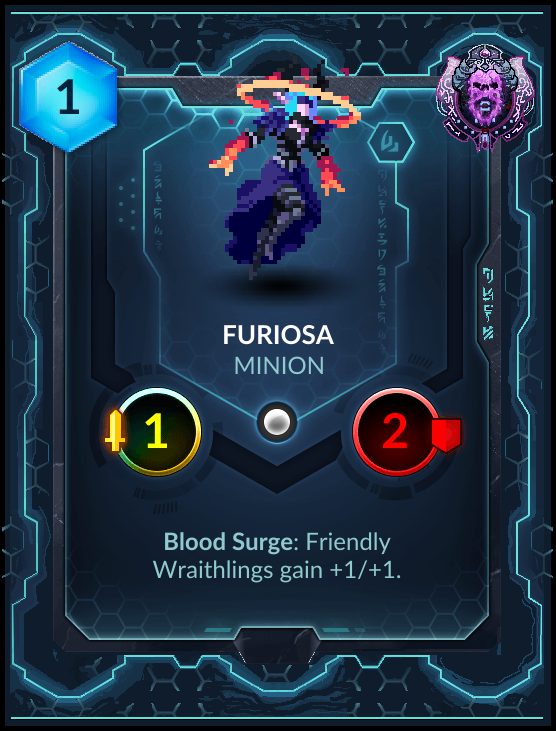 1
FURIOSA
MINION
1 2
Blood Surge: Friendly
Wraithlings gain +1/+1.